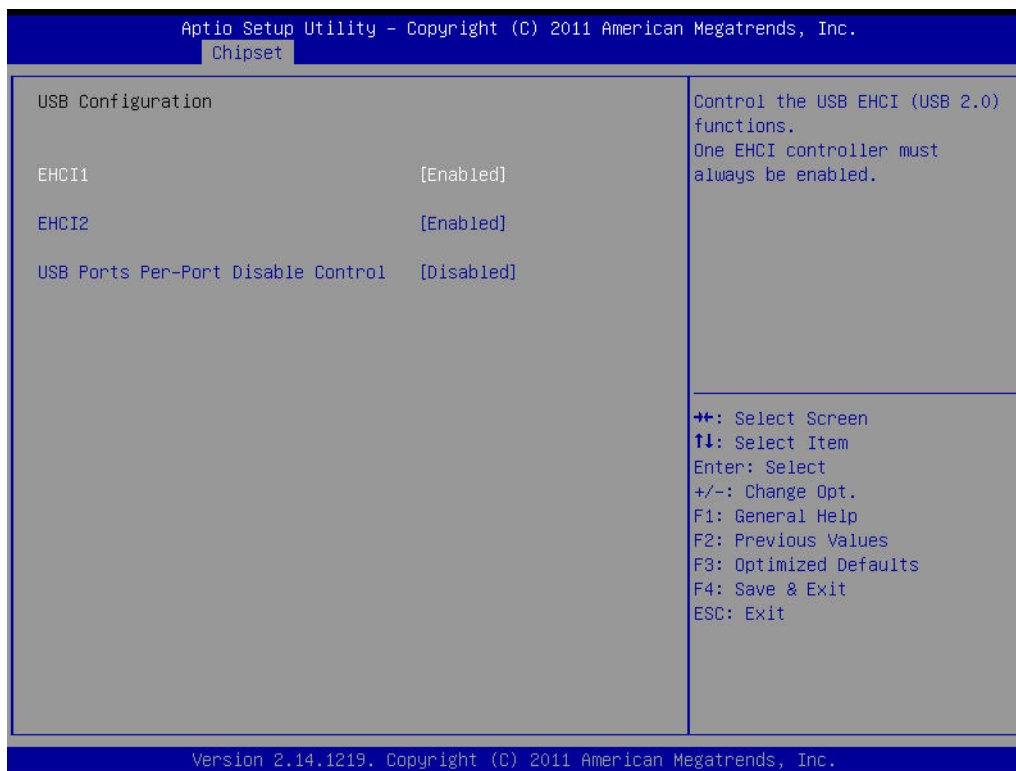 Aptio Setup Utility – Copyright (C) 2011 American Megatrends, Inc.
Chipset
USB Configuration
EHCI1 [Enabled]
EHCI2 [Enabled]
USB Ports Per-Port Disable Control [Disabled]
Control the USB EHCI (USB 2.0)
functions.
One EHCI controller must
always be enabled.
→←: Select Screen
↑↓: Select Item
Enter: Select
+/-: Change Opt.
F1: General Help
F2: Previous Values
F3: Optimized Defaults
F4: Save & Exit
ESC: Exit
Version 2.14.1219. Copyright (C) 2011 American Megatrends, Inc.